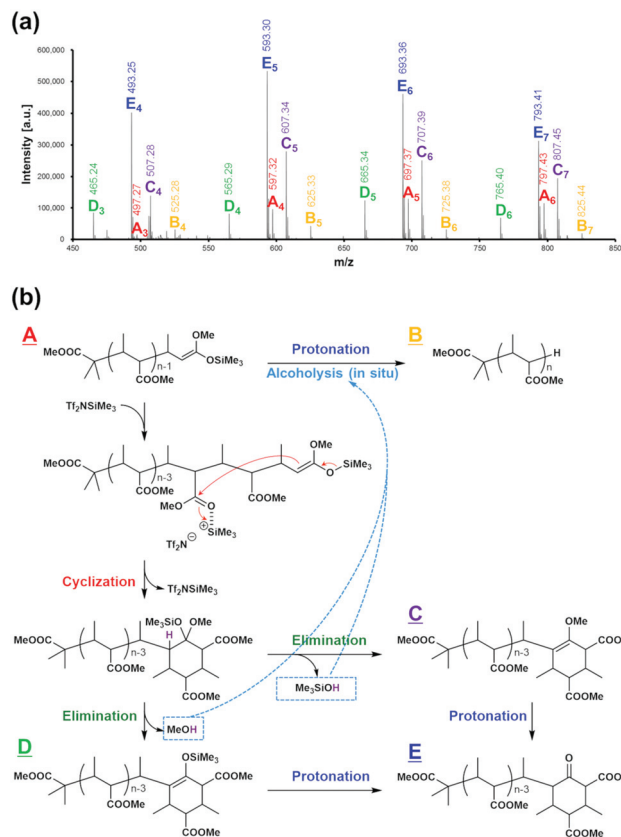 (a)
600,000
500,000
400,000
300,000
200,000
100,000
0
Intensity [a.u.]
465.24
D3
493.25
E4
497.27
A3
507.28
C4
525.28
B4
565.29
D4
593.30
E5
597.32
A4
607.34
C5
625.33
B5
665.34
D5
693.36
E6
697.37
A5
707.39
C6
725.38
B6
765.40
D6
793.41
E7
797.43
A6
807.45
C7
825.44
B7
450 500 550 600 650 700 750 800 850
m/z
(b)
A
MeOOC
n-1
COOMe
OMe
OSiMe3
Protonation
Alcoholysis (in situ)
B
MeOOC
H
n
COOMe
Tf2NSiMe3
MeOOC
n-3
COOMe
MeO
O
COOMe
OMe
O
SiMe3
⊕
SiMe3
Tf2N⊖
Cyclization
Tf2NSiMe3
MeOOC
n-3
COOMe
Me3SiO
H
OMe
COOMe
COOMe
Elimination
Me3SiOH
C
MeOOC
n-3
COOMe
OMe
COO
COOMe
Elimination
MeOH
Protonation
D
MeOOC
n-3
COOMe
OSiMe3
COOMe
COOMe
Protonation
E
MeOOC
n-3
COOMe
O
COO
COOMe